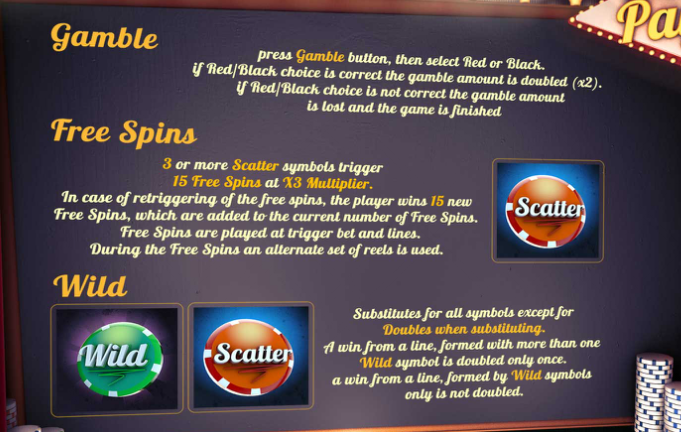 Pa
Gamble
press Gamble button, then select Red or Black.
if Red/Black choice is correct the gamble amount is doubled (x2).
if Red/Black choice is not correct the gamble amount
is lost and the game is finished
Free Spins
3 or more Scatter symbols trigger
15 Free Spins at X3 Multiplier.
In case of retriggering of the free spins, the player wins 15 new
Free Spins, which are added to the current number of Free Spins.
Free Spins are played at trigger bet and lines.
During the Free Spins an alternate set of reels is used.
Scatter
Wild
Wild
Scatter
Substitutes for all symbols except for
Doubles when substituting.
A win from a line, formed with more than one
Wild symbol is doubled only once.
a win from a line, formed by Wild symbols
only is not doubled.